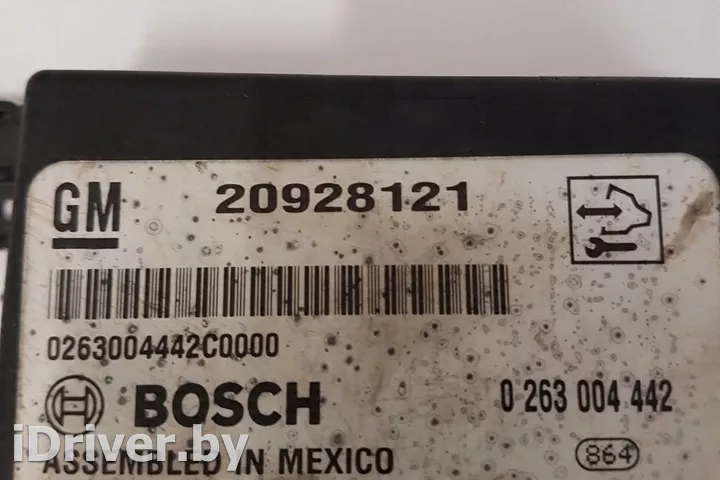 GM 20928121
0263004442C0000
BOSCH 0 263 004 442
ASSEMBLED IN MEXICO 864
iDriver.by